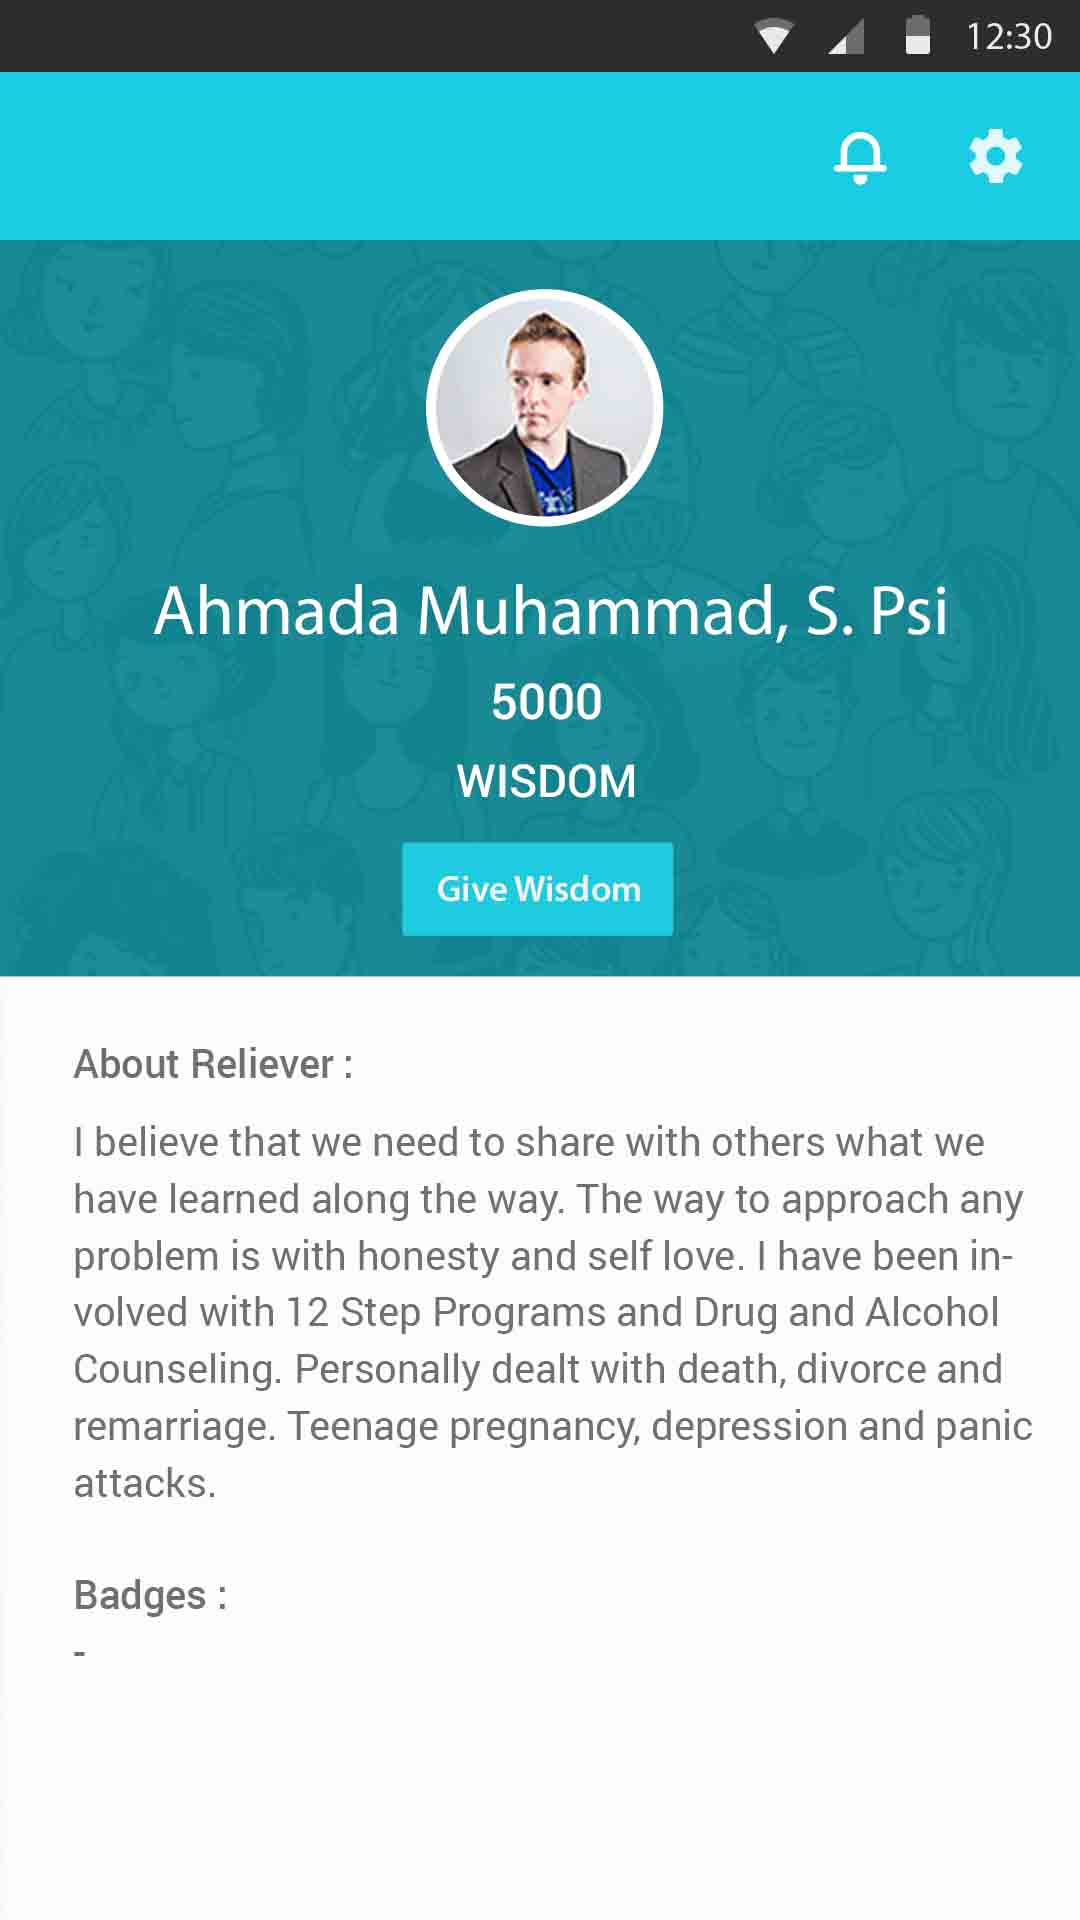 12:30
Ahmada Muhammad, S. Psi
5000
WISDOM
Give Wisdom
About Reliever :
I believe that we need to share with others what we
have learned along the way. The way to approach any
problem is with honesty and self love. I have been in-
volved with 12 Step Programs and Drug and Alcohol
Counseling. Personally dealt with death, divorce and
remarriage. Teenage pregnancy, depression and panic
attacks.
Badges :
-